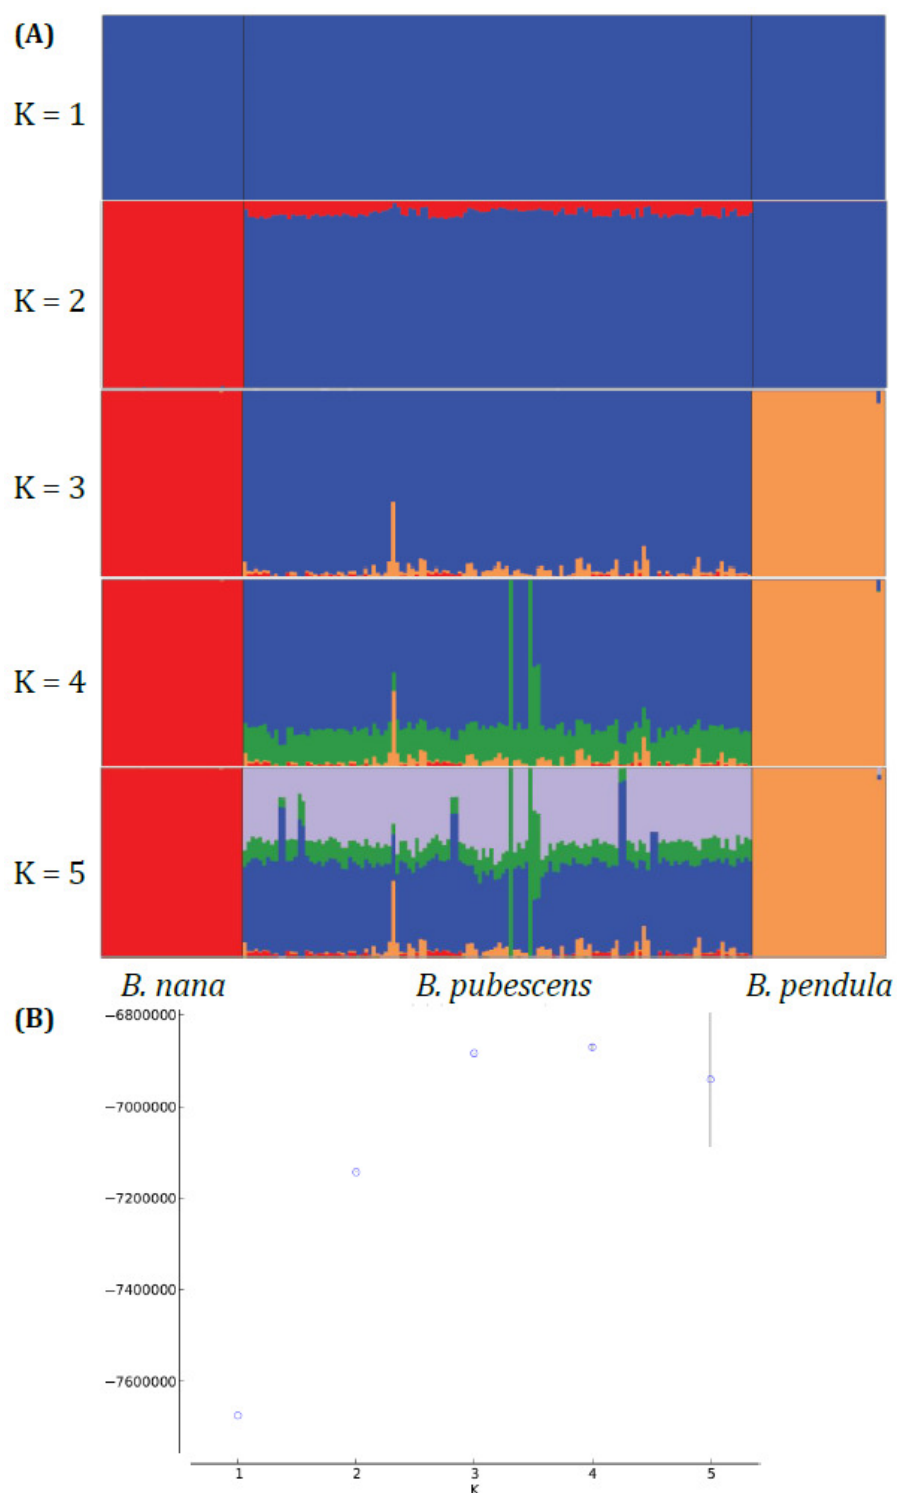 (A)
K = 1
K = 2
K = 3
K = 4
K = 5
B. nana B. pubescens B. pendula
(B)
−6800000
−7000000
−7200000
−7400000
−7600000
1 2 3 4 5
K